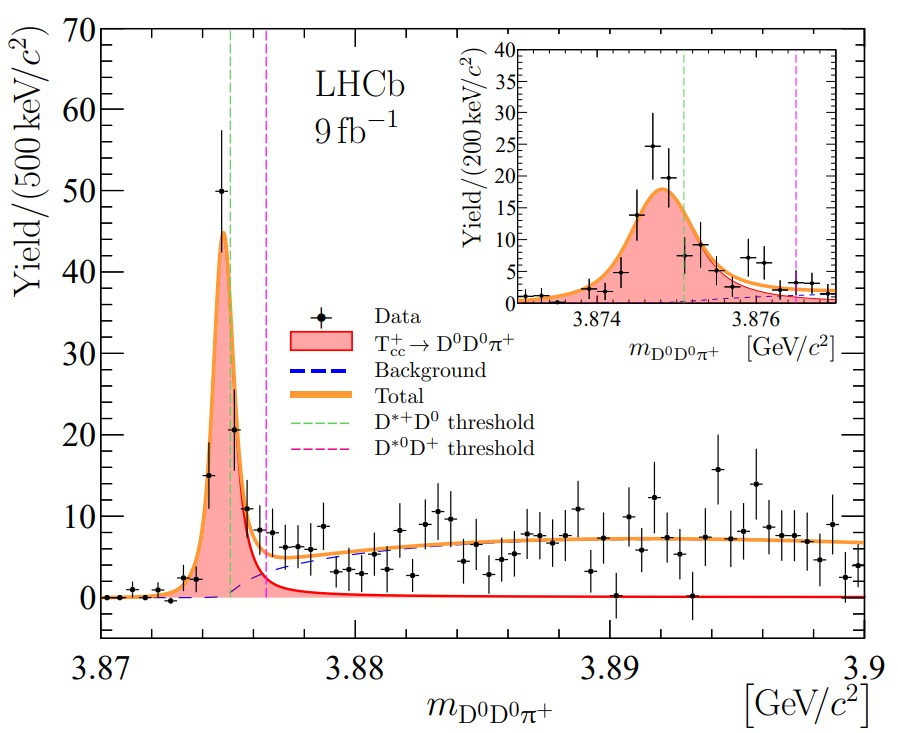 Yield/(500 keV/c²)
70
60
50
40
30
20
10
0
3.87
3.88
3.89
3.9
m_D⁰D⁰π⁺
[GeV/c²]
LHCb
9 fb⁻¹
Data
T⁺cc → D⁰D⁰π⁺
Background
Total
D*⁺D⁰ threshold
D*⁰D⁺ threshold
Yield/(200 keV/c²)
40
35
30
25
20
15
10
5
0
3.874
3.876
m_D⁰D⁰π⁺
[GeV/c²]